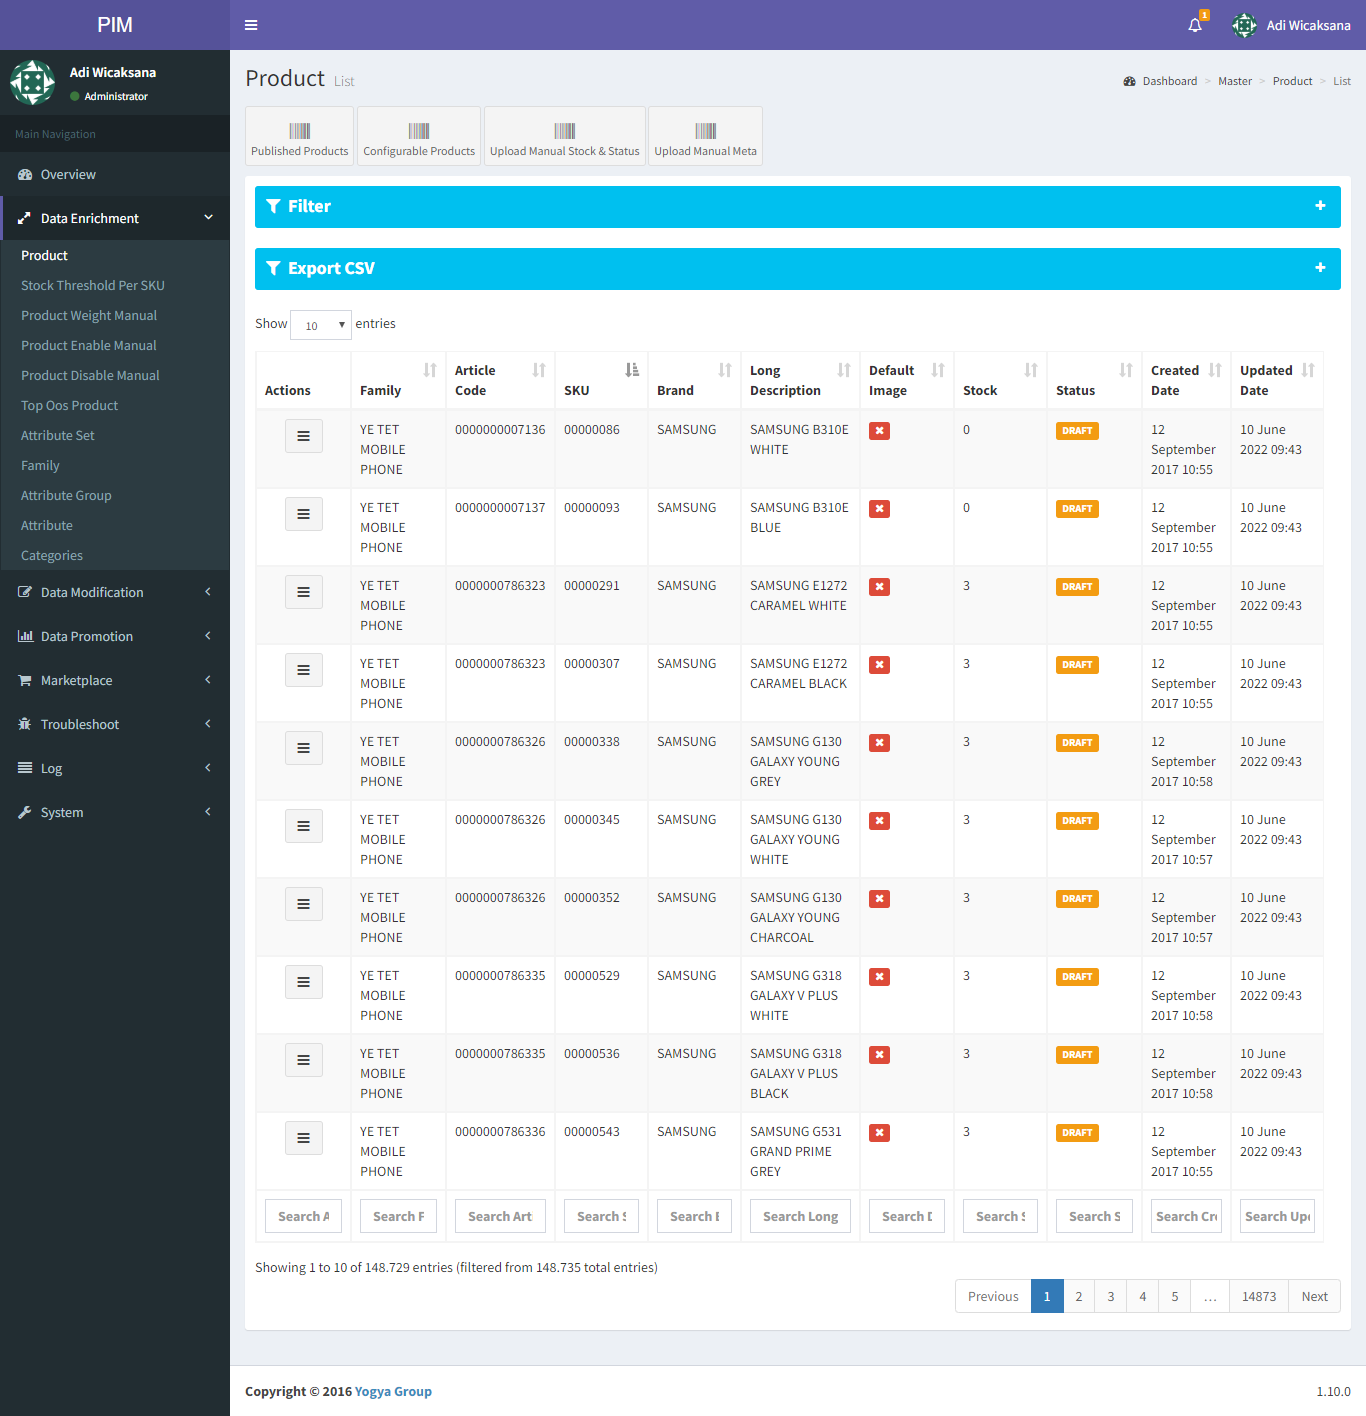 PIM
1
Adi Wicaksana
Adi Wicaksana
Administrator
Main Navigation
Overview
Data Enrichment
Product
Stock Threshold Per SKU
Product Weight Manual
Product Enable Manual
Product Disable Manual
Top Oos Product
Attribute Set
Family
Attribute Group
Attribute
Categories
Data Modification
Data Promotion
Marketplace
Troubleshoot
Log
System
Product List
Dashboard > Master > Product > List
Published Products
Configurable Products
Upload Manual Stock & Status
Upload Manual Meta
Filter
Export CSV
Show 10 entries
Actions Family Article Code SKU Brand Long Description Default Image Stock Status Created Date Updated Date
YE TET MOBILE PHONE 0000000007136 00000086 SAMSUNG SAMSUNG B310E WHITE 0 DRAFT 12 September 2017 10:55 10 June 2022 09:43
YE TET MOBILE PHONE 0000000007137 00000093 SAMSUNG SAMSUNG B310E BLUE 0 DRAFT 12 September 2017 10:55 10 June 2022 09:43
YE TET MOBILE PHONE 0000000786323 00000291 SAMSUNG SAMSUNG E1272 CARAMEL WHITE 3 DRAFT 12 September 2017 10:55 10 June 2022 09:43
YE TET MOBILE PHONE 0000000786323 00000307 SAMSUNG SAMSUNG E1272 CARAMEL BLACK 3 DRAFT 12 September 2017 10:55 10 June 2022 09:43
YE TET MOBILE PHONE 0000000786326 00000338 SAMSUNG SAMSUNG G130 GALAXY YOUNG GREY 3 DRAFT 12 September 2017 10:58 10 June 2022 09:43
YE TET MOBILE PHONE 0000000786326 00000345 SAMSUNG SAMSUNG G130 GALAXY YOUNG WHITE 3 DRAFT 12 September 2017 10:57 10 June 2022 09:43
YE TET MOBILE PHONE 0000000786326 00000352 SAMSUNG SAMSUNG G130 GALAXY YOUNG CHARCOAL 3 DRAFT 12 September 2017 10:57 10 June 2022 09:43
YE TET MOBILE PHONE 0000000786335 00000529 SAMSUNG SAMSUNG G318 GALAXY V PLUS WHITE 3 DRAFT 12 September 2017 10:58 10 June 2022 09:43
YE TET MOBILE PHONE 0000000786335 00000536 SAMSUNG SAMSUNG G318 GALAXY V PLUS BLACK 3 DRAFT 12 September 2017 10:58 10 June 2022 09:43
YE TET MOBILE PHONE 0000000786336 00000543 SAMSUNG SAMSUNG G531 GRAND PRIME GREY 3 DRAFT 12 September 2017 10:55 10 June 2022 09:43
Search A Search F Search Arti Search S Search B Search Long Search D Search S Search S Search Cre Search Upd
Showing 1 to 10 of 148.729 entries (filtered from 148.735 total entries)
Previous 1 2 3 4 5 … 14873 Next
Copyright © 2016 Yogya Group
1.10.0